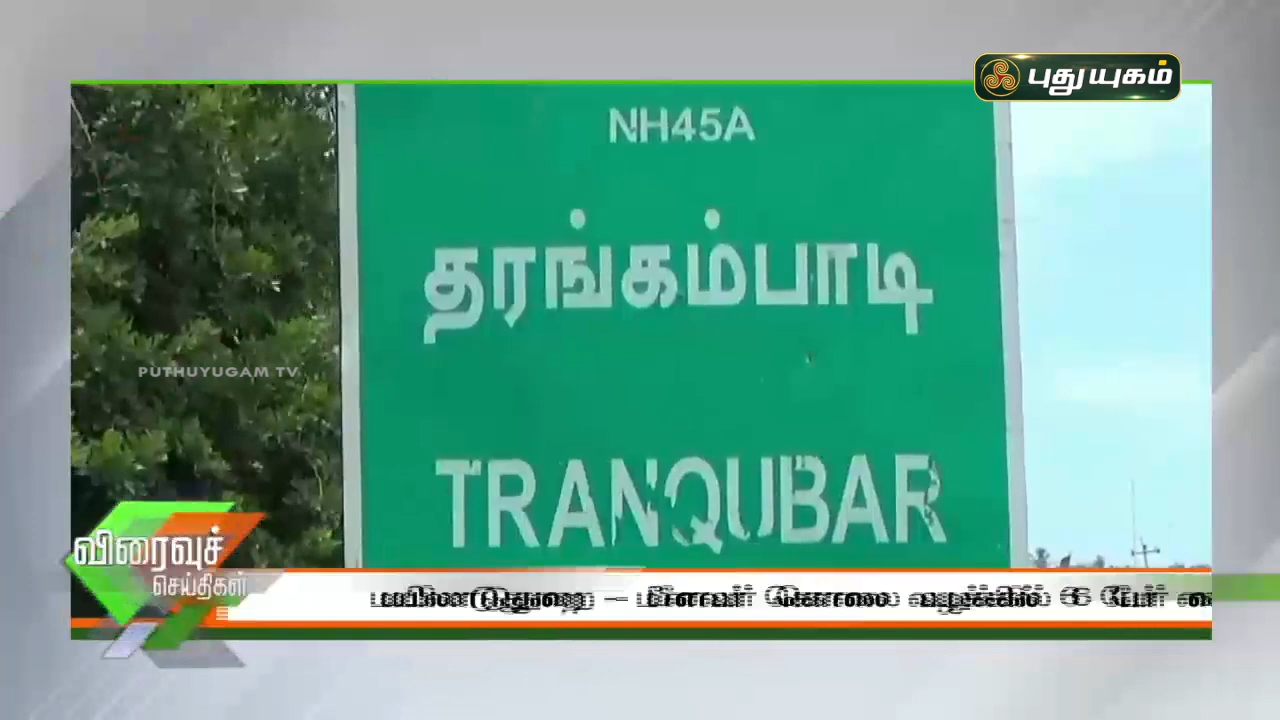 புதுயுகம்
NH45A
தரங்கம்பாடி
PUTHUYUGAM TV
TRANQUBAR
விரைவுச்
செய்திகள்
மயிலாடுதுறை – மீனவர் கொலை வழக்கில் 6 பேர்